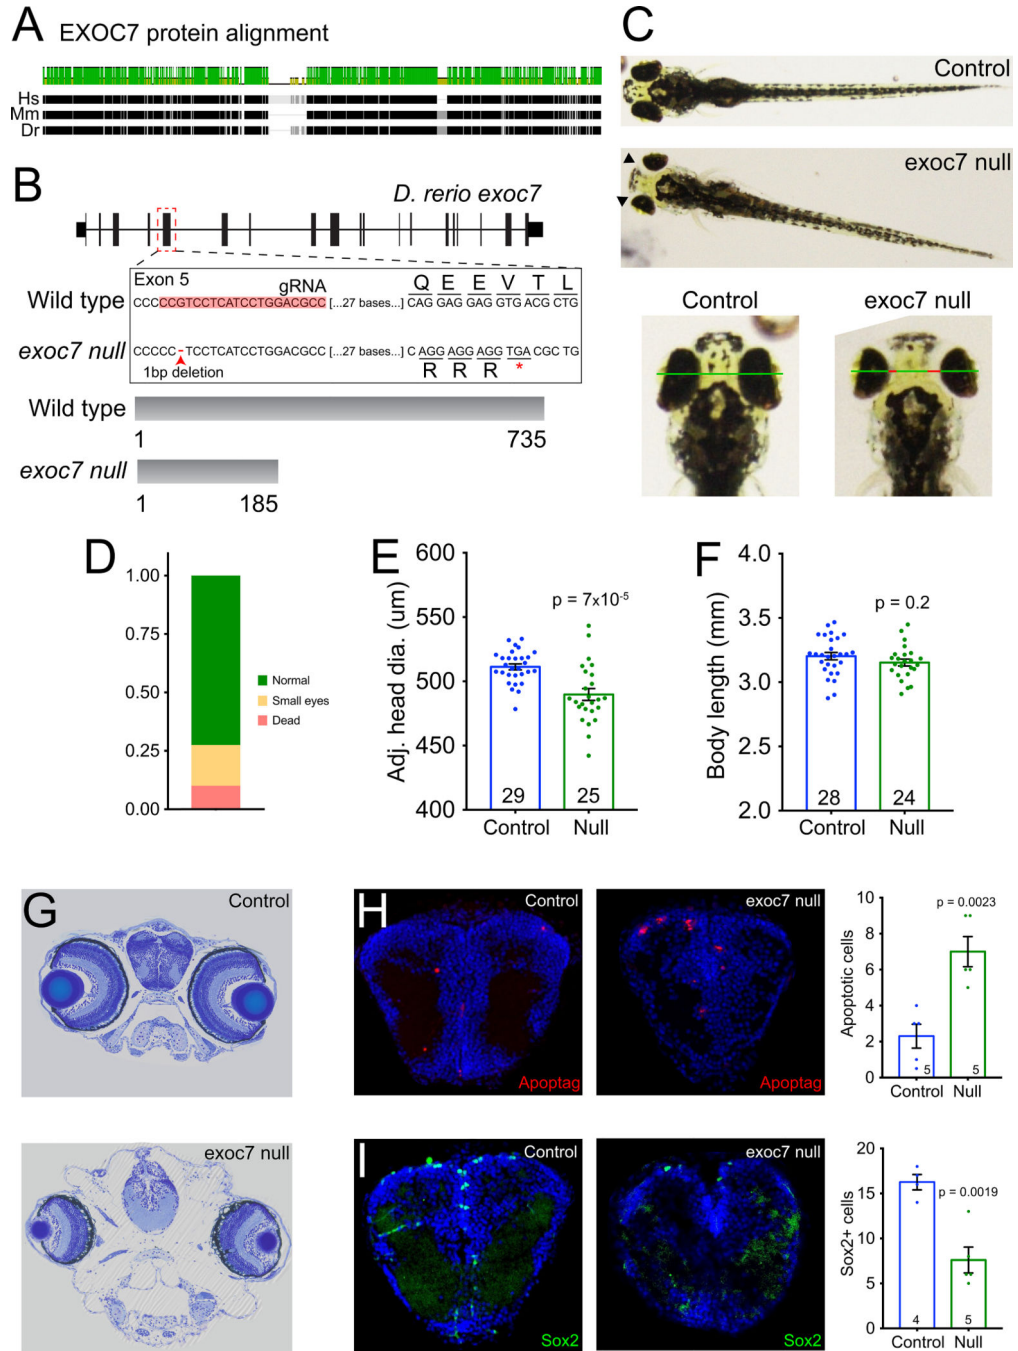 A EXOC7 protein alignment
Hs
Mm
Dr
B
D. rerio exoc7
Exon 5
gRNA
Q E E V T L
Wild type
CCCCCGTCCTCATCCTGGACGCC [...27 bases...] CAG GAG GAG GTG ACG CTG
exoc7 null
CCCCC-TCCTCATCCTGGACGCC [...27 bases...] C AGG AGG AGG TGA CGC TG
1bp deletion
R R R *
Wild type
1 735
exoc7 null
1 185
C
Control
exoc7 null
Control
exoc7 null
D
1.00
0.75
0.50
0.25
0.00
Normal
Small eyes
Dead
E
Adj. head dia. (um)
600
550
500
450
400
p = 7x10-5
29
25
Control
Null
F
Body length (mm)
4.0
3.5
3.0
2.5
2.0
p = 0.2
28
24
Control
Null
G
Control
exoc7 null
H
Control
Apoptag
exoc7 null
Apoptag
Apoptotic cells
10
8
6
4
2
0
p = 0.0023
5
5
Control
Null
I
Control
Sox2
exoc7 null
Sox2+ cells
20
15
10
5
0
p = 0.0019
4
5
Control
Null